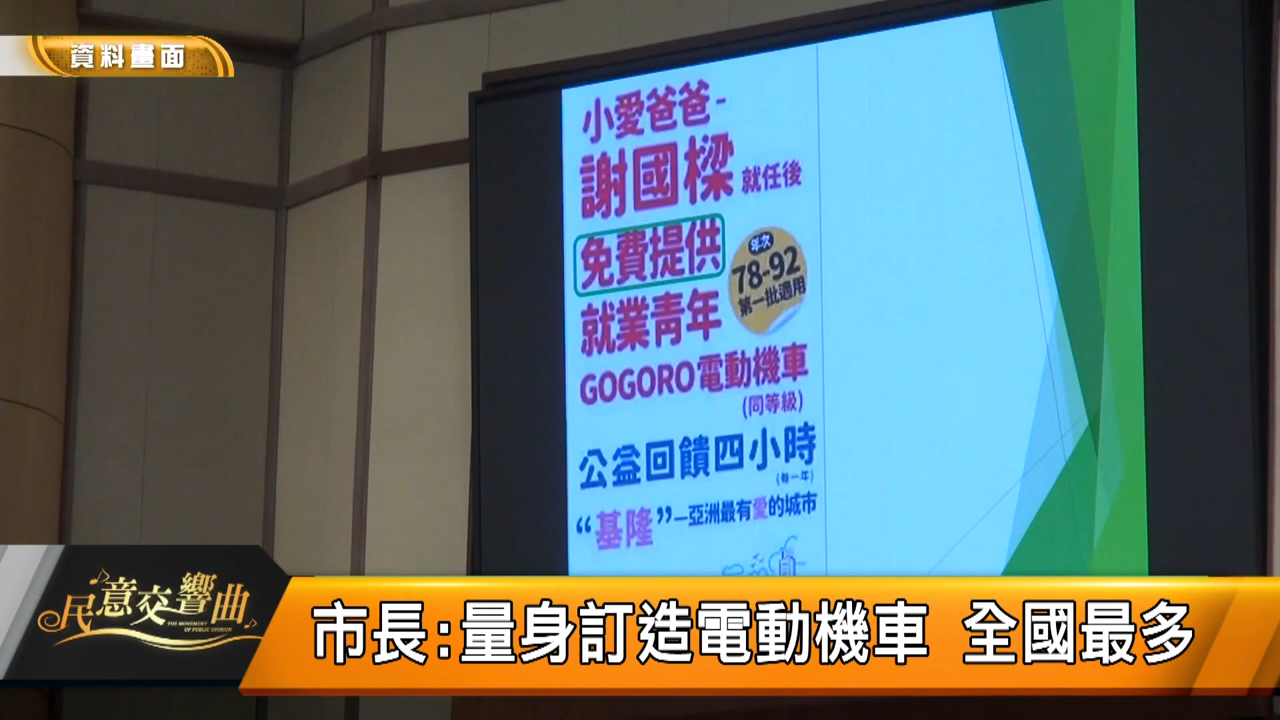 資料畫面
小愛爸爸-
謝國樑 就任後
免費提供
年次
78-92
第一批適用
就業青年
GOGORO電動機車
(同等級)
公益回饋四小時
(每一年)
“基隆”—亞洲最有愛的城市
民意交響曲
THE MOVEMENT
OF PUBLIC OPINION
市長:量身訂造電動機車 全國最多